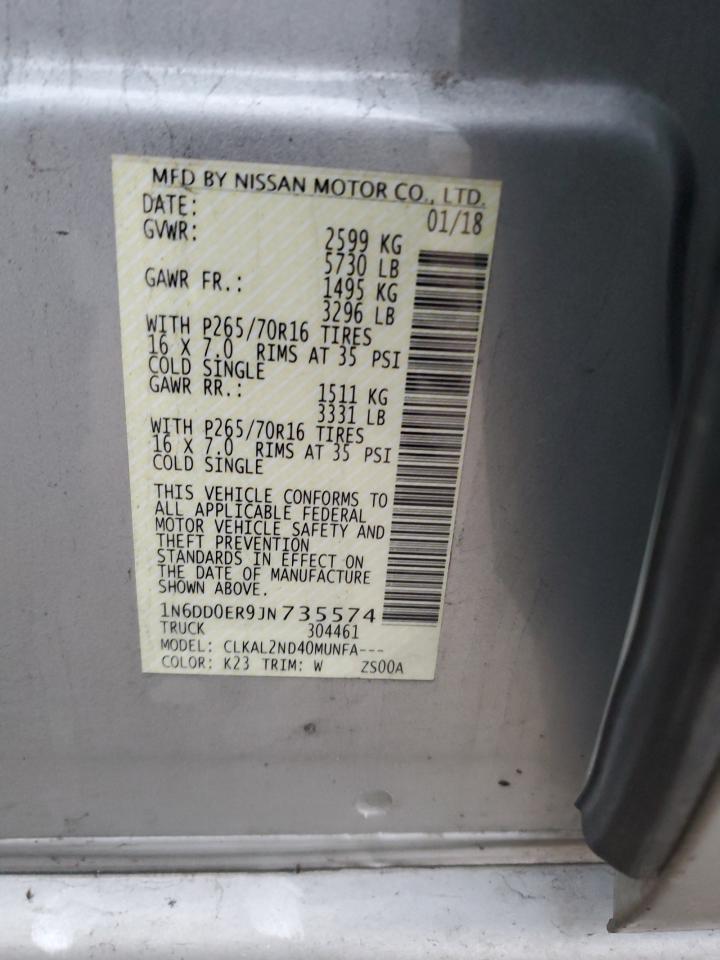 MFD BY NISSAN MOTOR CO., LTD.
DATE: 01/18
GVWR: 2599 KG
5730 LB
GAWR FR.: 1495 KG
3296 LB
WITH P265/70R16 TIRES
16 X 7.0 RIMS AT 35 PSI
COLD SINGLE
GAWR RR.: 1511 KG
3331 LB
WITH P265/70R16 TIRES
16 X 7.0 RIMS AT 35 PSI
COLD SINGLE
THIS VEHICLE CONFORMS TO
ALL APPLICABLE FEDERAL
MOTOR VEHICLE SAFETY AND
THEFT PREVENTION
STANDARDS IN EFFECT ON
THE DATE OF MANUFACTURE
SHOWN ABOVE.
1N6DD0ER9JN735574
TRUCK 304461
MODEL: CLKAL2ND40MUNFA---
COLOR: K23 TRIM: W ZS00A